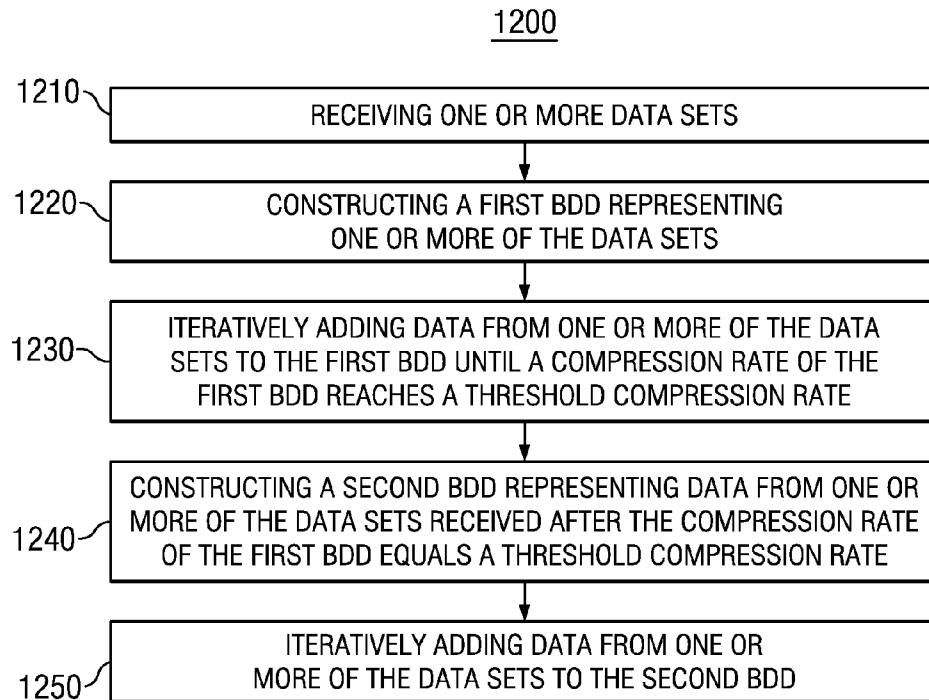 1200
1210
RECEIVING ONE OR MORE DATA SETS
1220
CONSTRUCTING A FIRST BDD REPRESENTING
ONE OR MORE OF THE DATA SETS
1230
ITERATIVELY ADDING DATA FROM ONE OR MORE OF THE DATA
SETS TO THE FIRST BDD UNTIL A COMPRESSION RATE OF THE
FIRST BDD REACHES A THRESHOLD COMPRESSION RATE
1240
CONSTRUCTING A SECOND BDD REPRESENTING DATA FROM ONE OR
MORE OF THE DATA SETS RECEIVED AFTER THE COMPRESSION RATE
OF THE FIRST BDD EQUALS A THRESHOLD COMPRESSION RATE
1250
ITERATIVELY ADDING DATA FROM ONE OR
MORE OF THE DATA SETS TO THE SECOND BDD